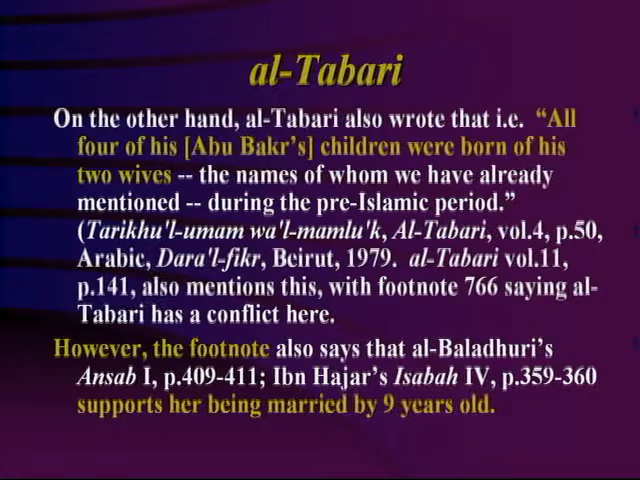 al-Tabari
On the other hand, al-Tabari also wrote that i.e. “All
four of his [Abu Bakr’s] children were born of his
two wives -- the names of whom we have already
mentioned -- during the pre-Islamic period.”
(Tarikhu'l-umam wa'l-mamlu'k, Al-Tabari, vol.4, p.50,
Arabic, Dara'l-fikr, Beirut, 1979. al-Tabari vol.11,
p.141, also mentions this, with footnote 766 saying al-
Tabari has a conflict here.
However, the footnote also says that al-Baladhuri’s
Ansab I, p.409-411; Ibn Hajar’s Isabah IV, p.359-360
supports her being married by 9 years old.